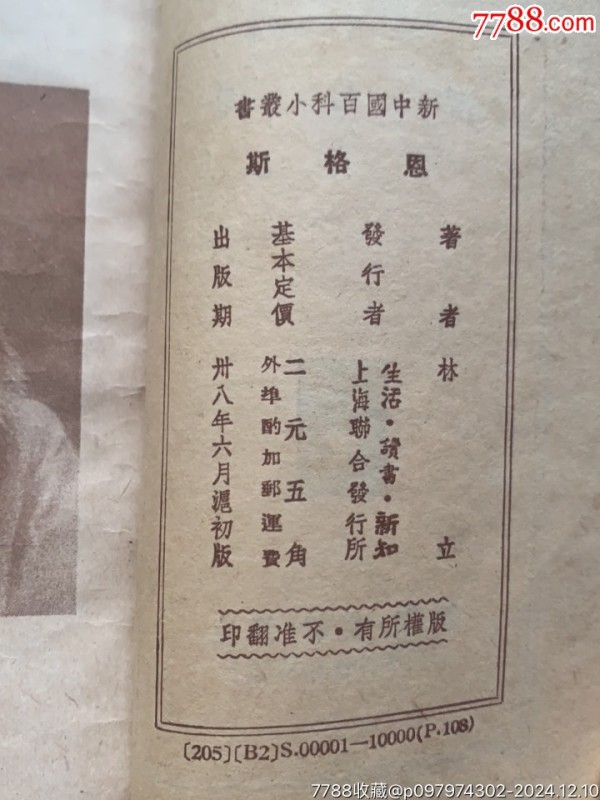 7788.com
新中國百科小叢書
恩格斯
著者 林立
發行者 生活·讀書·新知
上海聯合發行所
基本定價 二元五角
外埠酌加郵運費
出版期 卅八年六月滬初版
版權所有·不准翻印
〔205〕〔B2〕S.00001—10000(P.108)
7788收藏@p097974302-2024.12.10